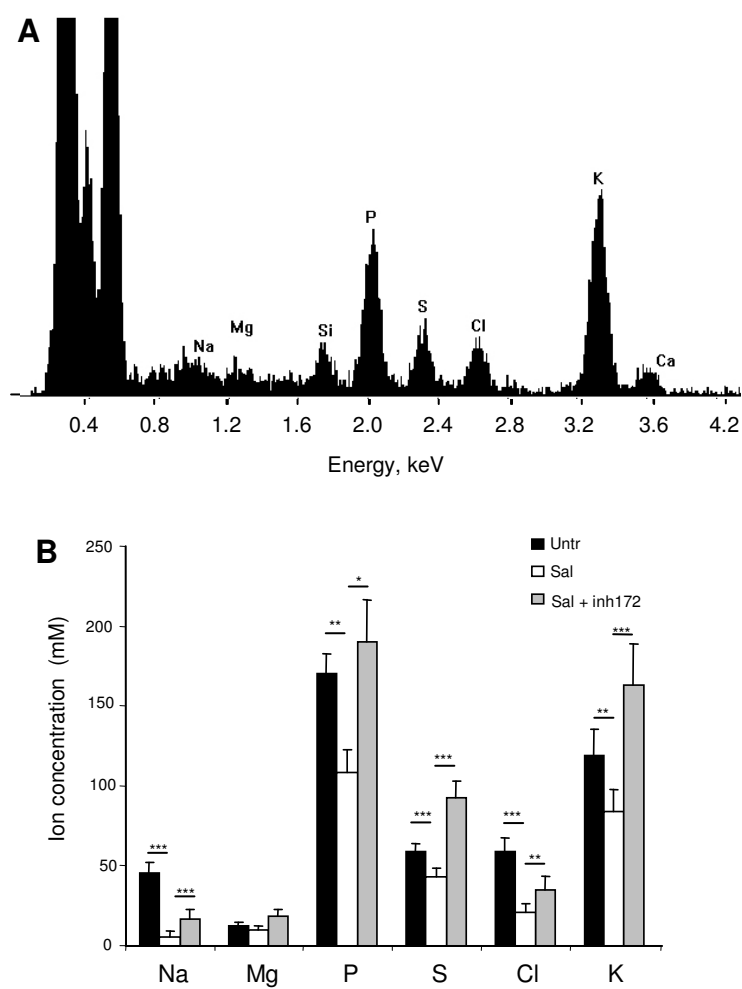 A
K
P
S
Cl
Si
Mg
Na
Ca
0.4 0.8 1.2 1.6 2.0 2.4 2.8 3.2 3.6 4.2
Energy, keV
B
Untr
Sal
Sal + inh172
Ion concentration (mM)
250
200
150
100
50
0
*
**
***
**
***
***
***
**
***
***
Na Mg P S Cl K